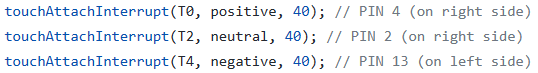 touchAttachInterrupt(T0, positive, 40); // PIN 4 (on right side)
touchAttachInterrupt(T2, neutral, 40); // PIN 2 (on right side)
touchAttachInterrupt(T4, negative, 40); // PIN 13 (on left side)